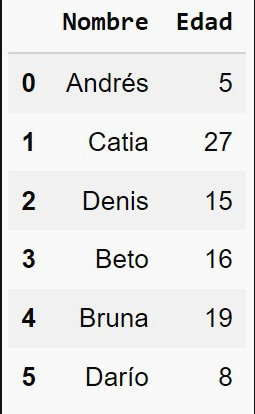 Nombre Edad
0 Andrés 5
1 Catia 27
2 Denis 15
3 Beto 16
4 Bruna 19
5 Darío 8